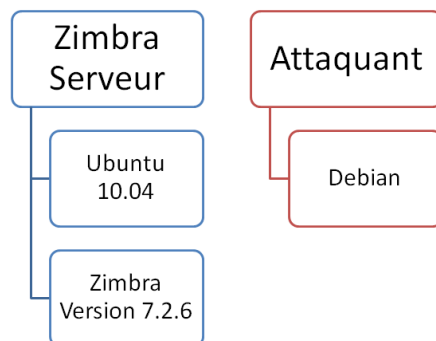 Zimbra
Serveur
Ubuntu
10.04
Zimbra
Version 7.2.6
Attaquant
Debian